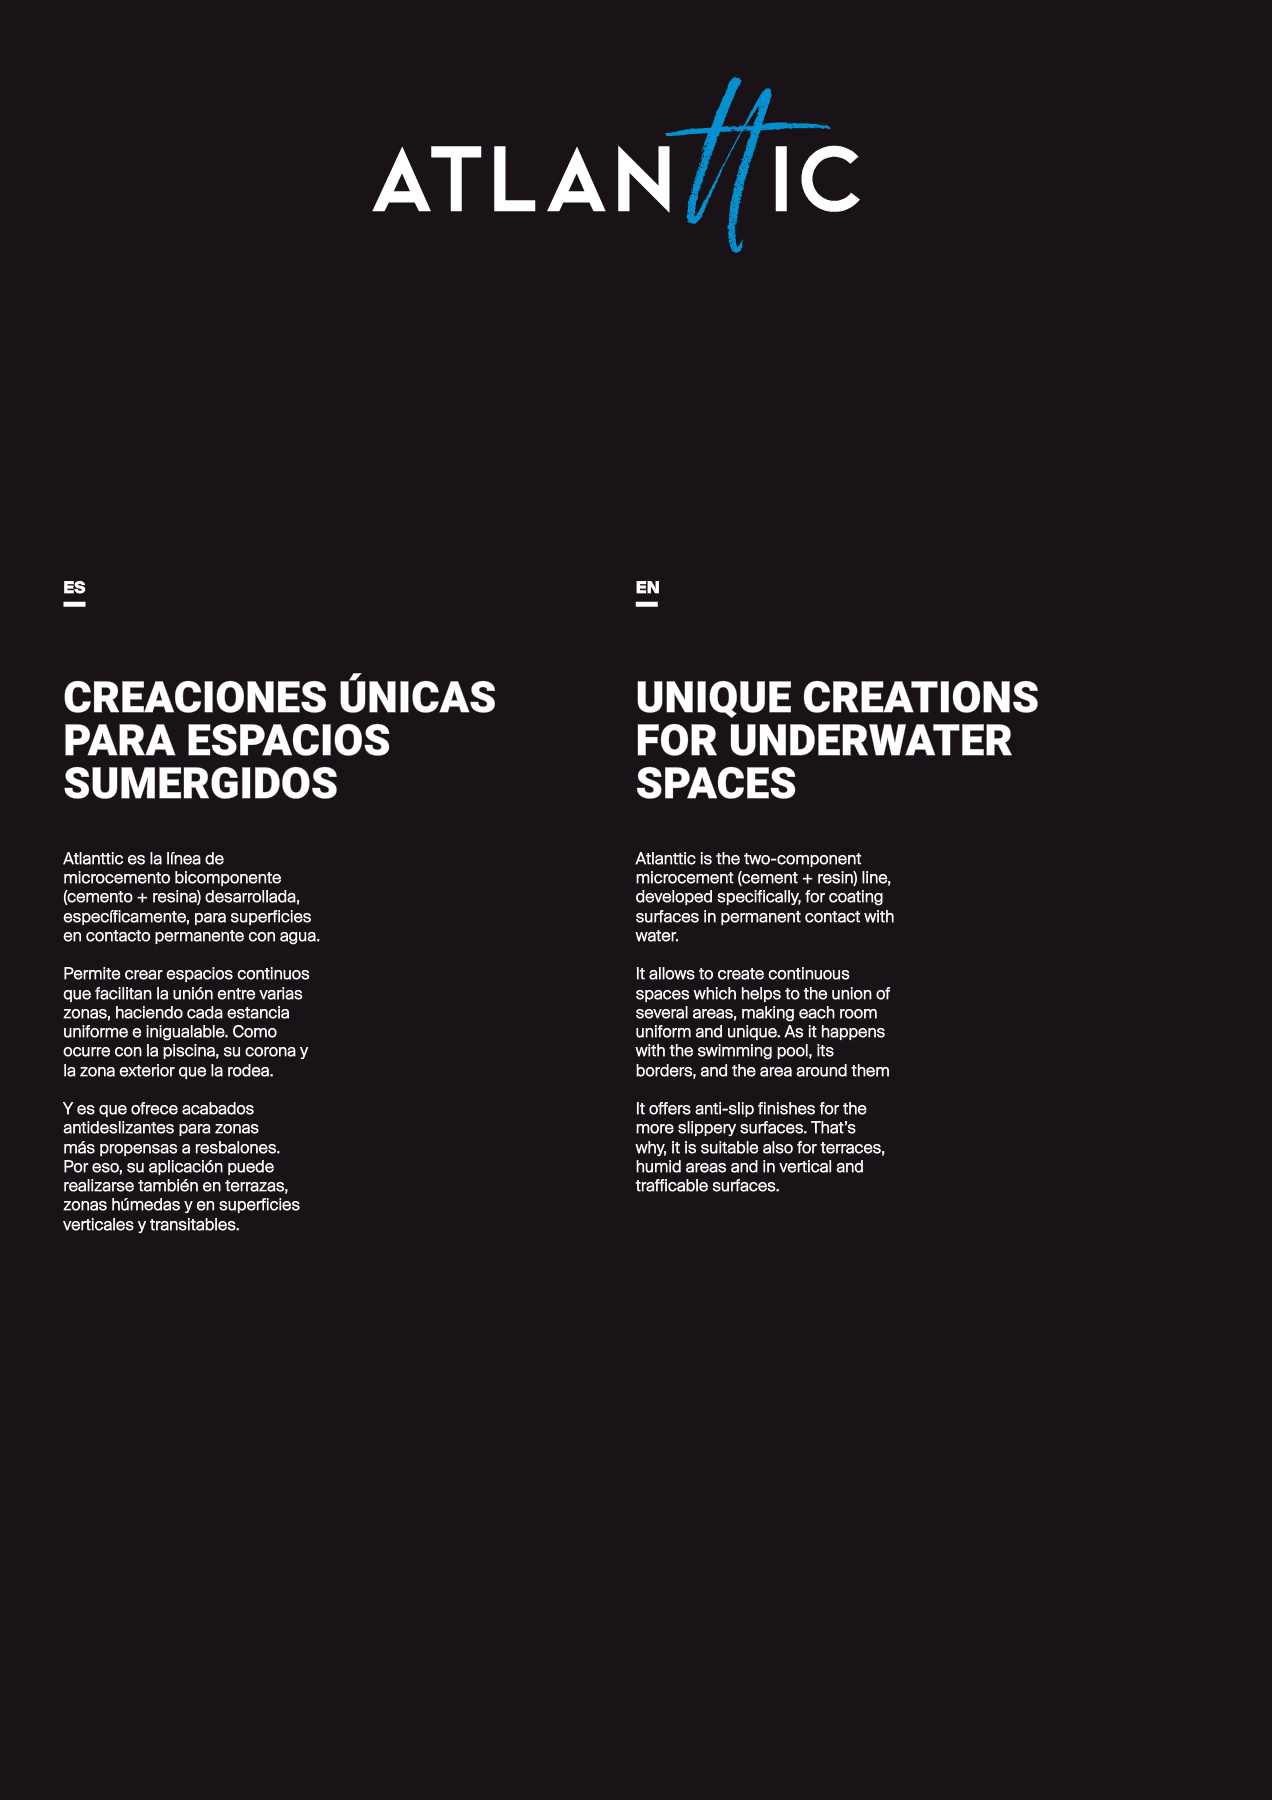 ATLANttIC
ES
CREACIONES ÚNICAS
PARA ESPACIOS
SUMERGIDOS
Atlanttic es la línea de
microcemento bicomponente
(cemento + resina) desarrollada,
específicamente, para superficies
en contacto permanente con agua.
Permite crear espacios continuos
que facilitan la unión entre varias
zonas, haciendo cada estancia
uniforme e inigualable. Como
ocurre con la piscina, su corona y
la zona exterior que la rodea.
Y es que ofrece acabados
antideslizantes para zonas
más propensas a resbalones.
Por eso, su aplicación puede
realizarse también en terrazas,
zonas húmedas y en superficies
verticales y transitables.
EN
UNIQUE CREATIONS
FOR UNDERWATER
SPACES
Atlanttic is the two-component
microcement (cement + resin) line,
developed specifically, for coating
surfaces in permanent contact with
water.
It allows to create continuous
spaces which helps to the union of
several areas, making each room
uniform and unique. As it happens
with the swimming pool, its
borders, and the area around them
It offers anti-slip finishes for the
more slippery surfaces. That's
why, it is suitable also for terraces,
humid areas and in vertical and
trafficable surfaces.